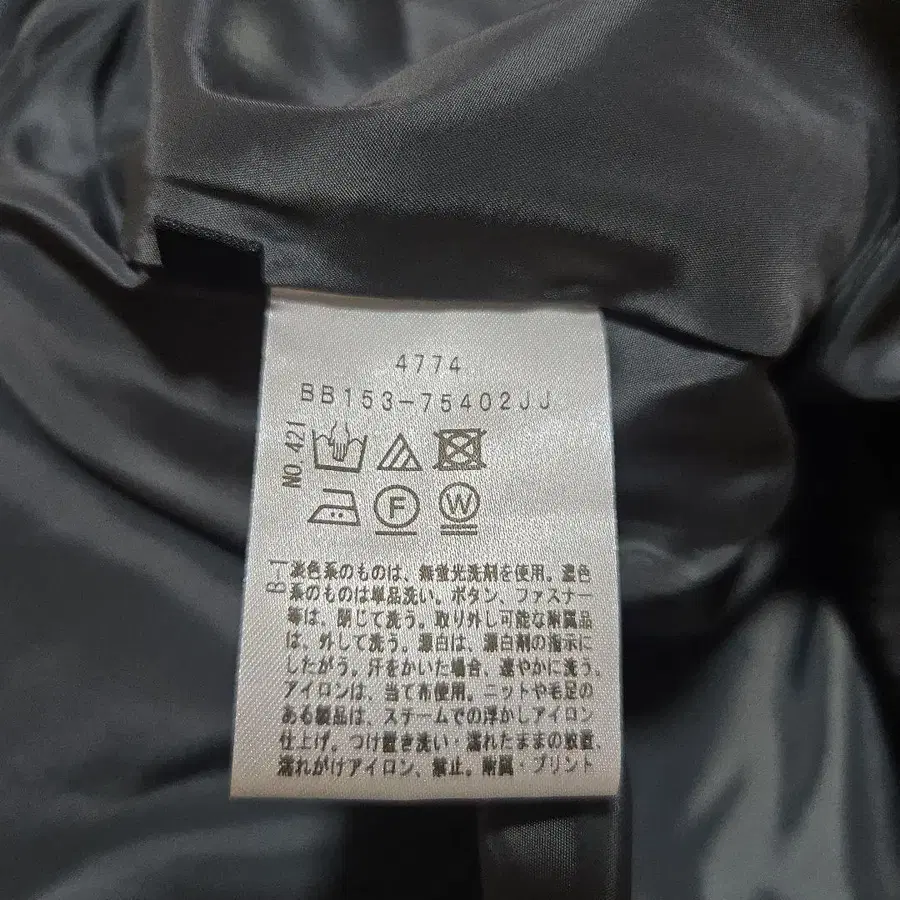 4774
BB153-75402JJ
NO. 421
F W
B-1
淡色系のものは、無蛍光洗剤を使用。濃色
系のものは単品洗い。ボタン、ファスナー
等は、閉じて洗う。取り外し可能な附属品
は、外して洗う。漂白は、漂白剤の指示に
したがう。汗をかいた場合、速やかに洗う。
アイロンは、当て布使用。ニットや毛足の
ある製品は、スチームでの浮かしアイロン
仕上げ。つけ置き洗い・濡れたままの放置、
濡れがけアイロン、禁止。附属・プリント